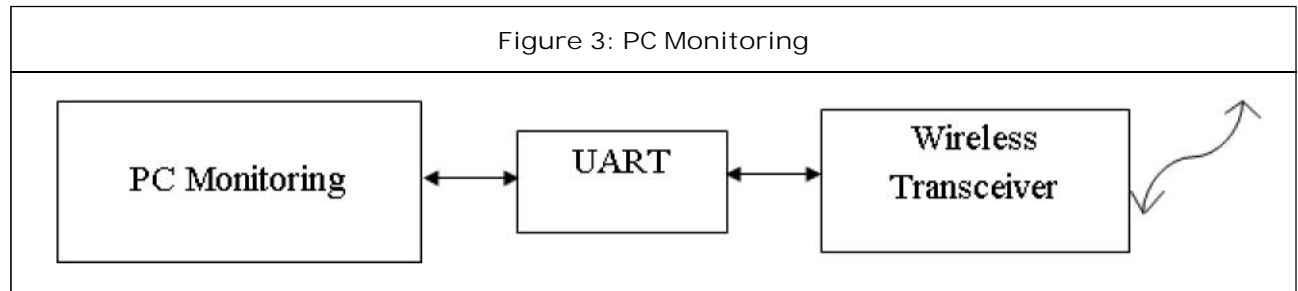 Figure 3: PC Monitoring
PC Monitoring
UART
Wireless
Transceiver